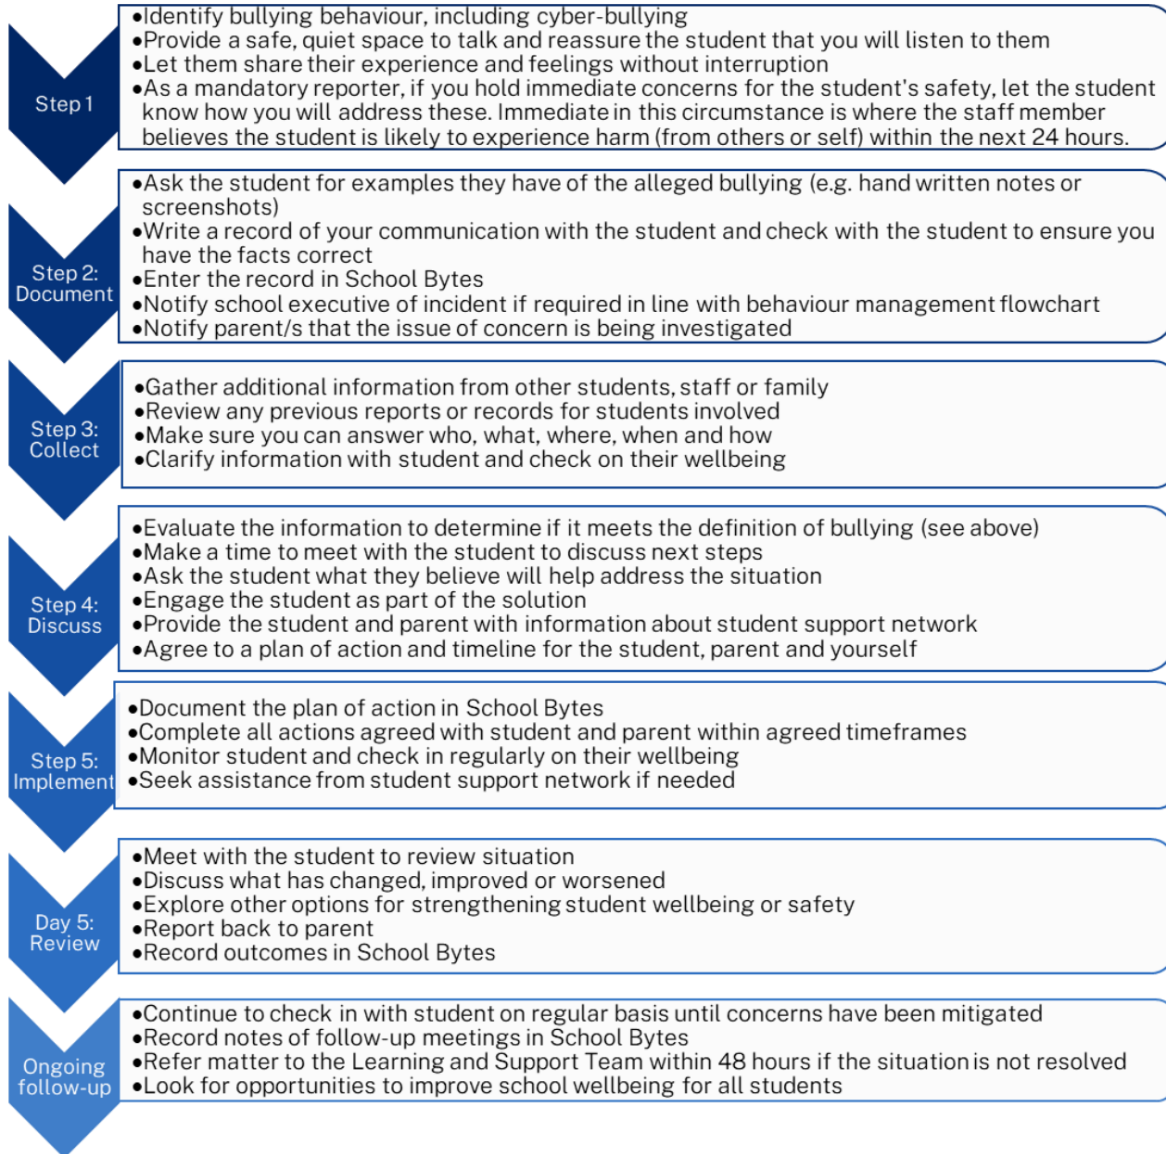 Step 1
•Identify bullying behaviour, including cyber-bullying
•Provide a safe, quiet space to talk and reassure the student that you will listen to them
•Let them share their experience and feelings without interruption
•As a mandatory reporter, if you hold immediate concerns for the student's safety, let the student
know how you will address these. Immediate in this circumstance is where the staff member
believes the student is likely to experience harm (from others or self) within the next 24 hours.
Step 2:
Document
•Ask the student for examples they have of the alleged bullying (e.g. hand written notes or
screenshots)
•Write a record of your communication with the student and check with the student to ensure you
have the facts correct
•Enter the record in School Bytes
•Notify school executive of incident if required in line with behaviour management flowchart
•Notify parent/s that the issue of concern is being investigated
Step 3:
Collect
•Gather additional information from other students, staff or family
•Review any previous reports or records for students involved
•Make sure you can answer who, what, where, when and how
•Clarify information with student and check on their wellbeing
Step 4:
Discuss
•Evaluate the information to determine if it meets the definition of bullying (see above)
•Make a time to meet with the student to discuss next steps
•Ask the student what they believe will help address the situation
•Engage the student as part of the solution
•Provide the student and parent with information about student support network
•Agree to a plan of action and timeline for the student, parent and yourself
Step 5:
Implement
•Document the plan of action in School Bytes
•Complete all actions agreed with student and parent within agreed timeframes
•Monitor student and check in regularly on their wellbeing
•Seek assistance from student support network if needed
Day 5:
Review
•Meet with the student to review situation
•Discuss what has changed, improved or worsened
•Explore other options for strengthening student wellbeing or safety
•Report back to parent
•Record outcomes in School Bytes
Ongoing
follow-up
•Continue to check in with student on regular basis until concerns have been mitigated
•Record notes of follow-up meetings in School Bytes
•Refer matter to the Learning and Support Team within 48 hours if the situation is not resolved
•Look for opportunities to improve school wellbeing for all students